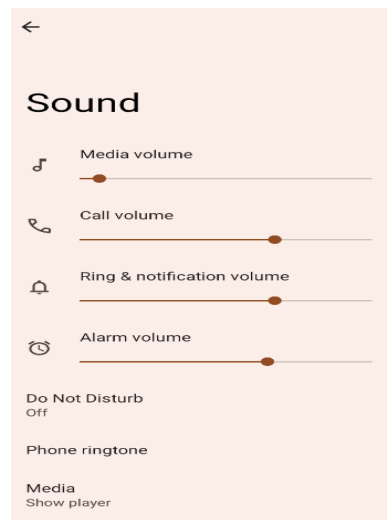 Sound
Media volume
Call volume
Ring & notification volume
Alarm volume
Do Not Disturb
Off
Phone ringtone
Media
Show player